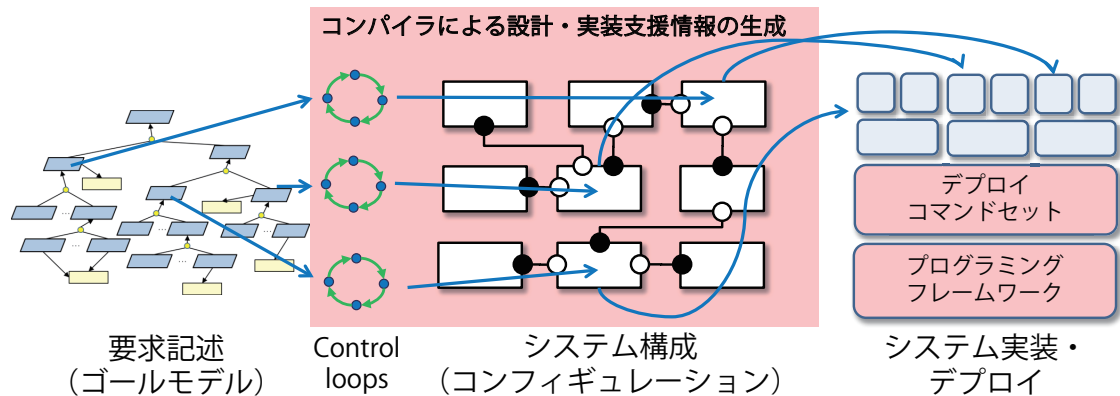 コンパイラによる設計・実装支援情報の生成
デプロイ
コマンドセット
プログラミング
フレームワーク
要求記述
（ゴールモデル）
Control
loops
システム構成
（コンフィギュレーション）
システム実装・
デプロイ